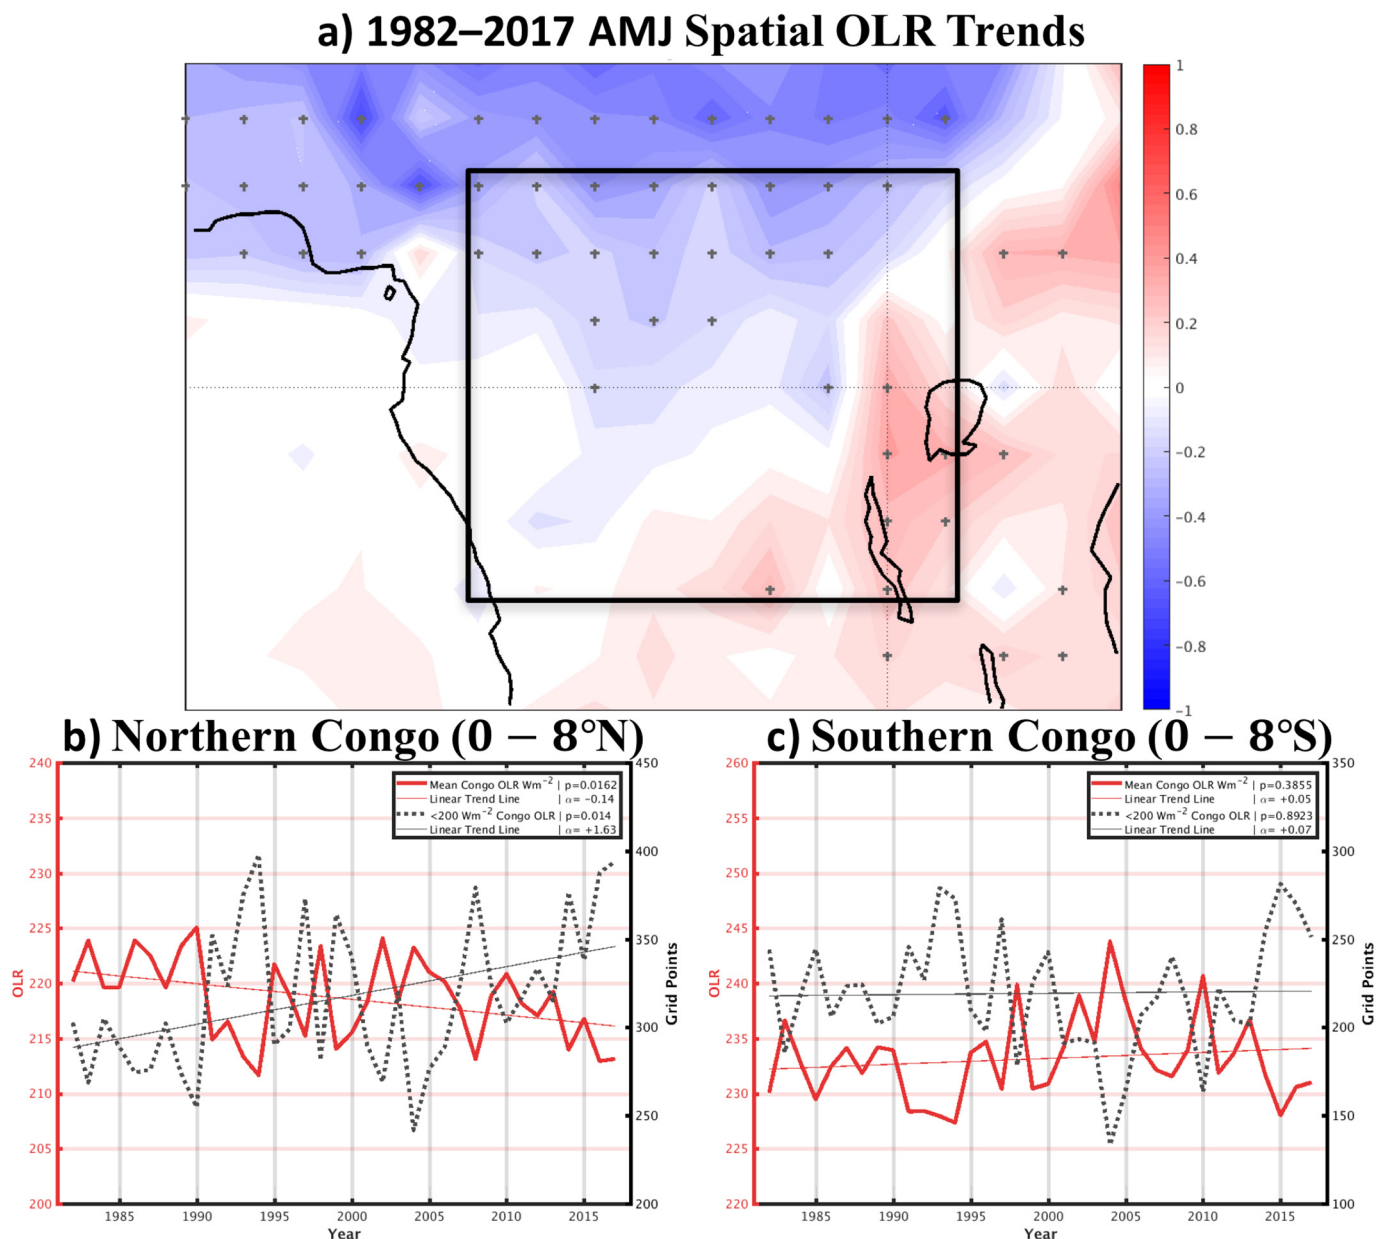 a) 1982–2017 AMJ Spatial OLR Trends
1
0.8
0.6
0.4
0.2
0
−0.2
−0.4
−0.6
−0.8
−1
b) Northern Congo (0 – 8°N)
240
235
230
225
220
215
210
205
200
OLR
450
400
350
300
250
200
Grid Points
Mean Congo OLR Wm⁻² | p=0.0162
Linear Trend Line | α= −0.14
<200 Wm⁻² Congo OLR | p=0.014
Linear Trend Line | α= +1.63
1985 1990 1995 2000 2005 2010 2015
Year
c) Southern Congo (0 – 8°S)
260
255
250
245
240
235
230
225
220
OLR
350
300
250
200
150
100
Grid Points
Mean Congo OLR Wm⁻² | p=0.3855
Linear Trend Line | α= +0.05
<200 Wm⁻² Congo OLR | p=0.8923
Linear Trend Line | α= +0.07
1985 1990 1995 2000 2005 2010 2015
Year